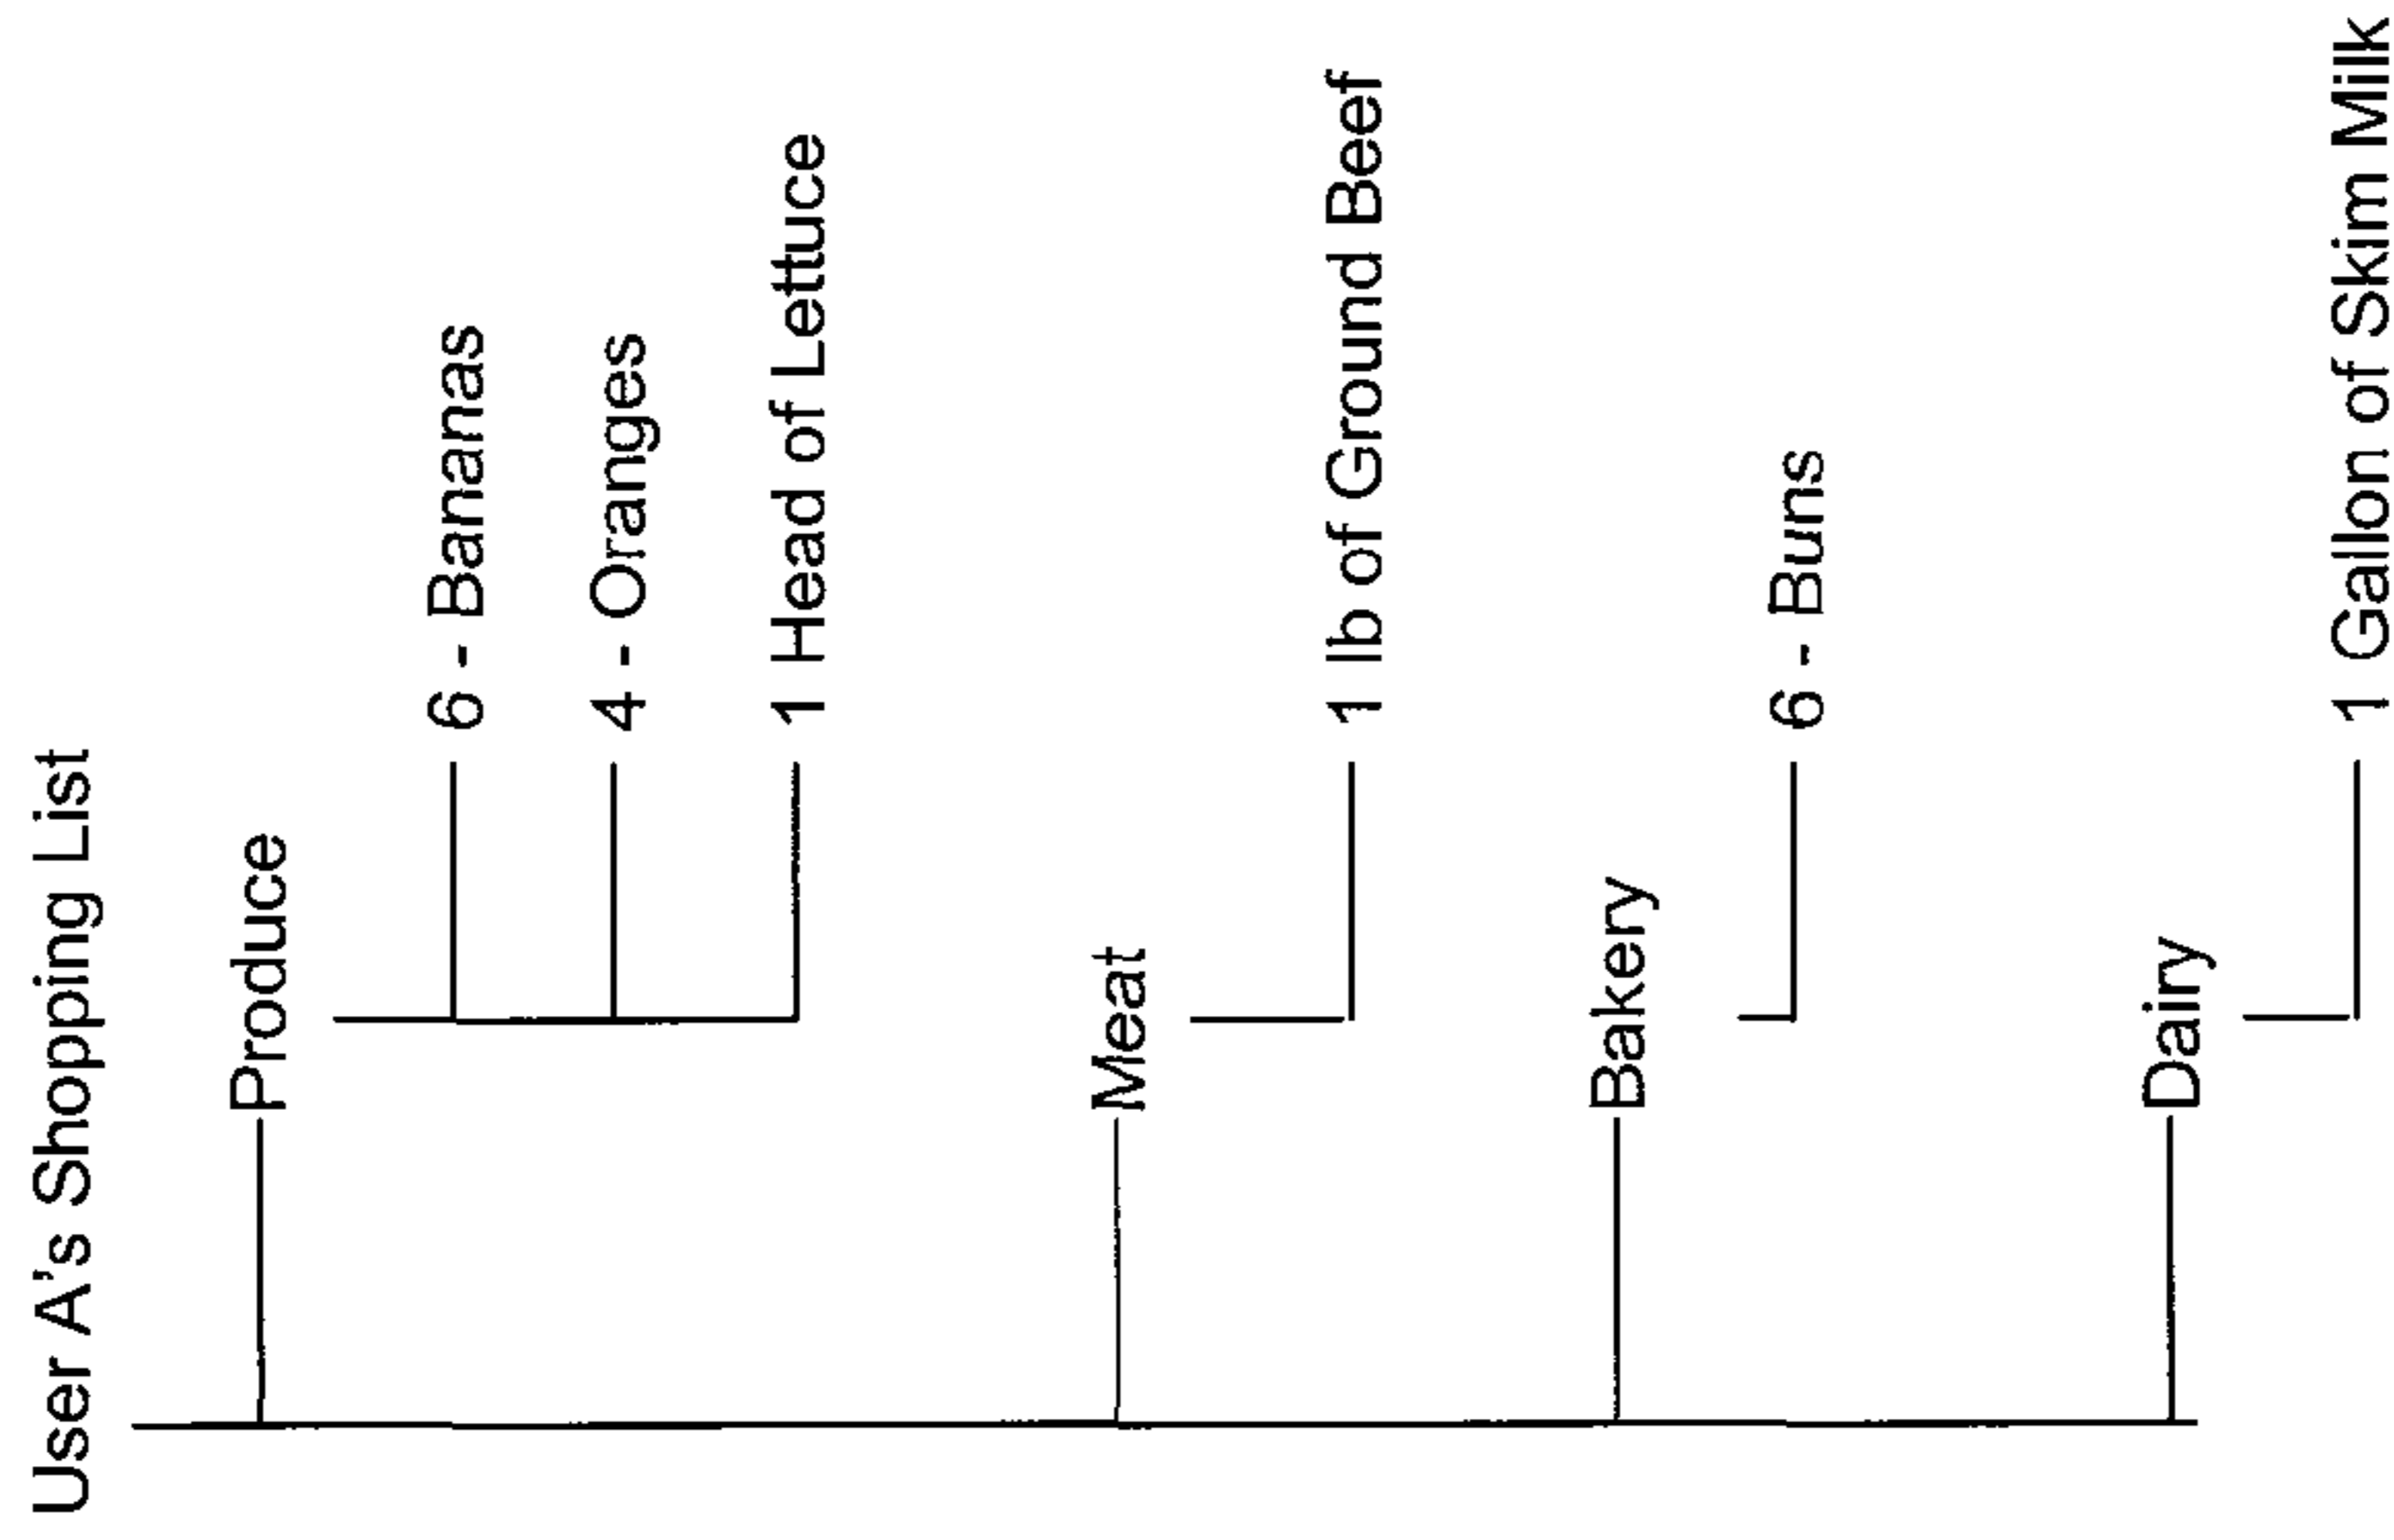 User A's Shopping List
Produce
6 - Bananas
4 - Oranges
1 Head of Lettuce
Meat
1 lb of Ground Beef
Bakery
6 - Buns
Dairy
1 Gallon of Skim Milk